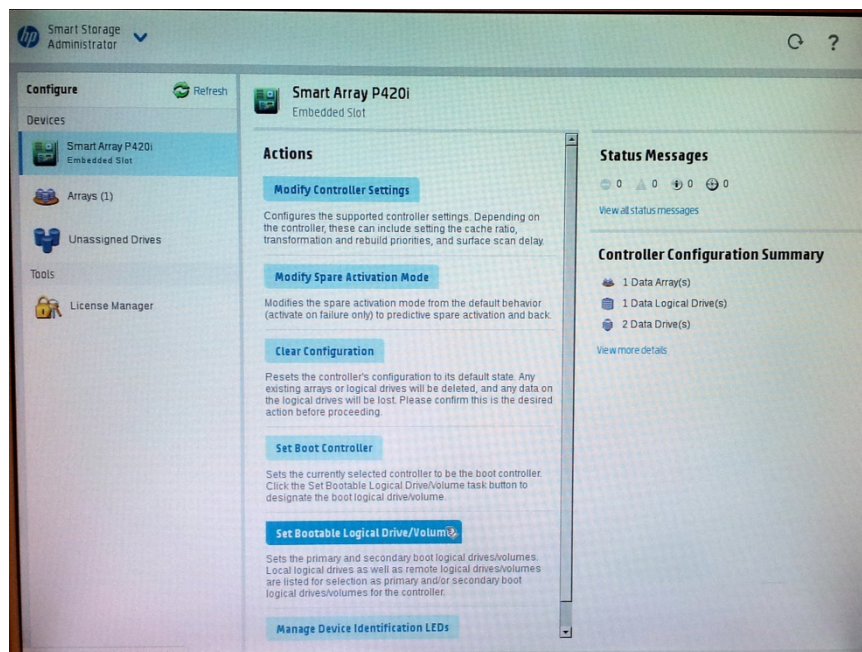 hp
Smart Storage
Administrator
?
Configure
Refresh
Devices
Smart Array P420i
Embedded Slot
Arrays (1)
Unassigned Drives
Tools
License Manager
Smart Array P420i
Embedded Slot
Actions
Modify Controller Settings
Configures the supported controller settings. Depending on
the controller, these can include setting the cache ratio,
transformation and rebuild priorities, and surface scan delay.
Modify Spare Activation Mode
Modifies the spare activation mode from the default behavior
(activate on failure only) to predictive spare activation and back.
Clear Configuration
Resets the controller's configuration to its default state. Any
existing arrays or logical drives will be deleted, and any data on
the logical drives will be lost. Please confirm this is the desired
action before proceeding.
Set Boot Controller
Sets the currently selected controller to be the boot controller.
Click the Set Bootable Logical Drive/Volume task button to
designate the boot logical drive/volume.
Set Bootable Logical Drive/Volume
Sets the primary and secondary boot logical drives/volumes.
Local logical drives as well as remote logical drives/volumes
are listed for selection as primary and/or secondary boot
logical drives/volumes for the controller.
Manage Device Identification LEDs
Status Messages
0 0 0 0
View all status messages
Controller Configuration Summary
1 Data Array(s)
1 Data Logical Drive(s)
2 Data Drive(s)
View more details